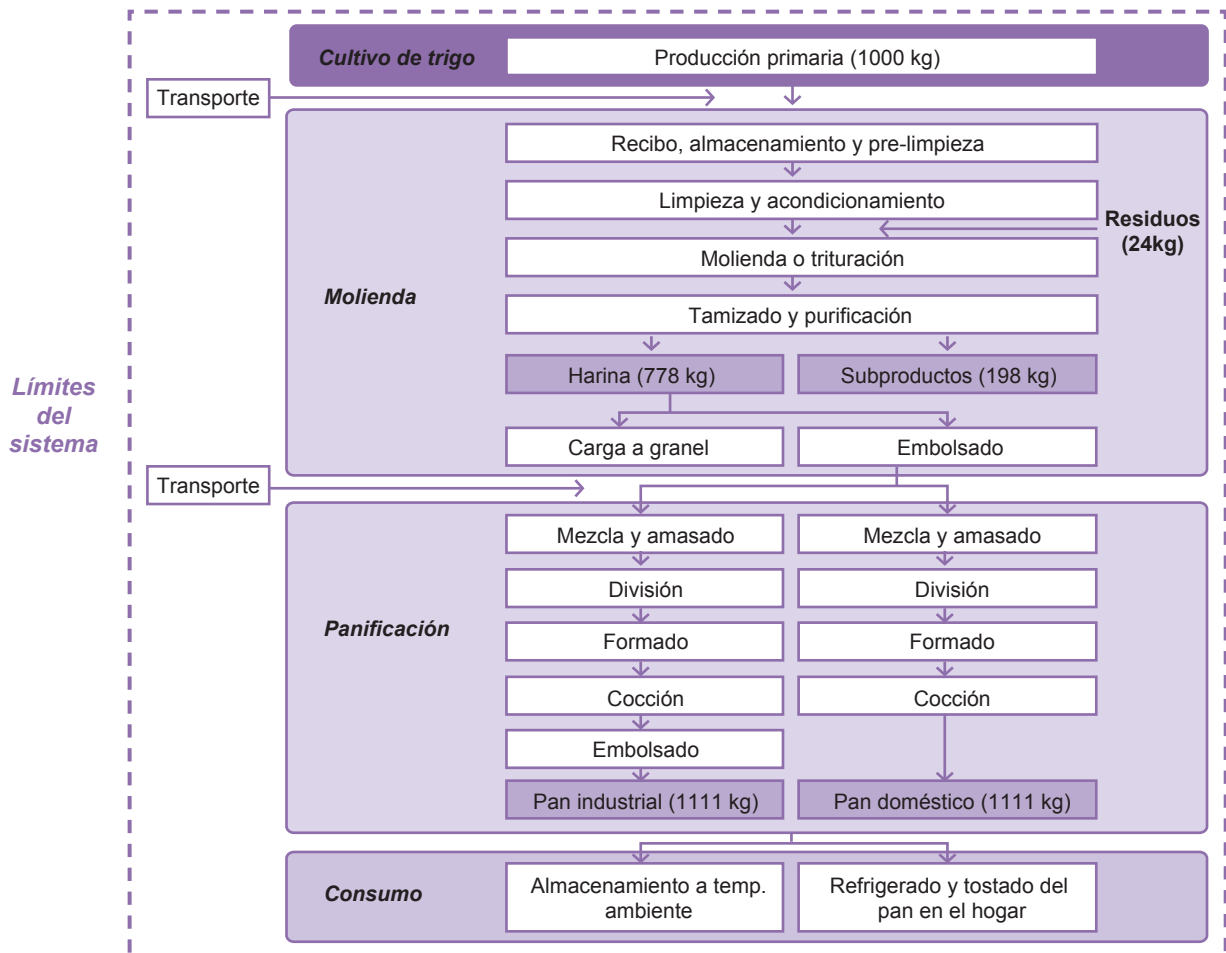 Cultivo de trigo
Producción primaria (1000 kg)
Transporte
Recibo, almacenamiento y pre-limpieza
Limpieza y acondicionamiento
Residuos
(24kg)
Molienda o trituración
Molienda
Tamizado y purificación
Harina (778 kg)
Subproductos (198 kg)
Límites
del
sistema
Carga a granel
Embolsado
Transporte
Mezcla y amasado
Mezcla y amasado
División
División
Panificación
Formado
Formado
Cocción
Cocción
Embolsado
Pan industrial (1111 kg)
Pan doméstico (1111 kg)
Consumo
Almacenamiento a temp.
ambiente
Refrigerado y tostado del
pan en el hogar